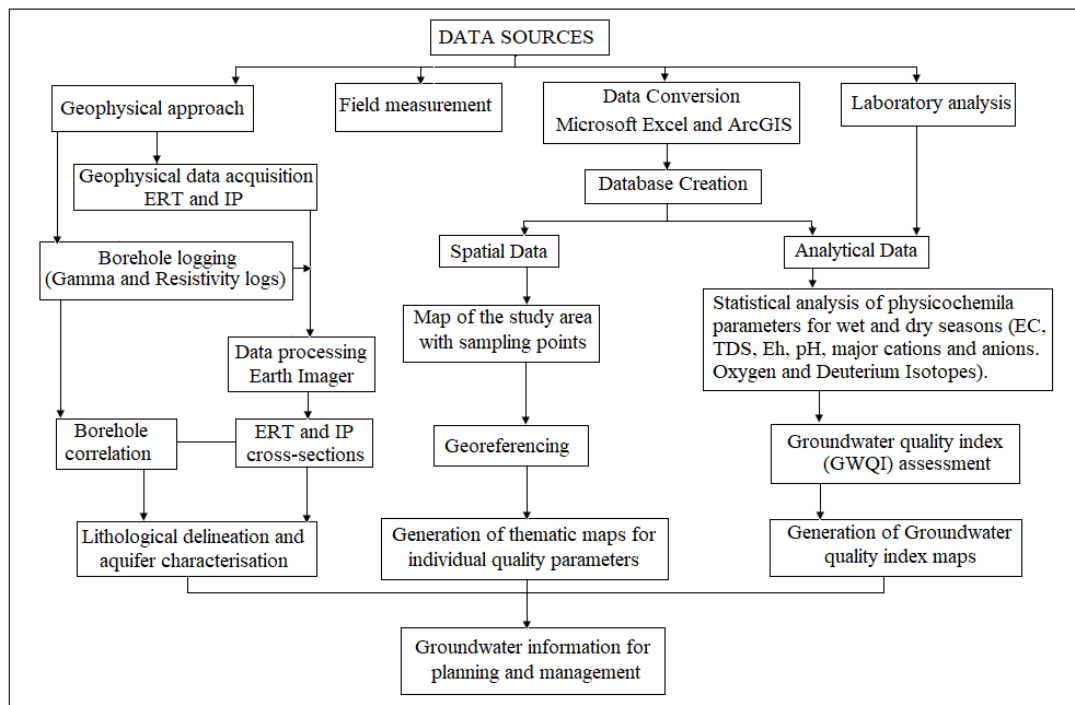 DATA SOURCES
Geophysical approach
Field measurement
Data Conversion
Microsoft Excel and ArcGIS
Laboratory analysis
Geophysical data acquisition
ERT and IP
Database Creation
Borehole logging
(Gamma and Resistivity logs)
Spatial Data
Analytical Data
Map of the study area
with sampling points
Statistical analysis of physicochemila
parameters for wet and dry seasons (EC,
TDS, Eh, pH, major cations and anions.
Oxygen and Deuterium Isotopes).
Data processing
Earth Imager
Borehole
correlation
ERT and IP
cross-sections
Georeferencing
Groundwater quality index
(GWQI) assessment
Lithological delineation and
aquifer characterisation
Generation of thematic maps for
individual quality parameters
Generation of Groundwater
quality index maps
Groundwater information for
planning and management